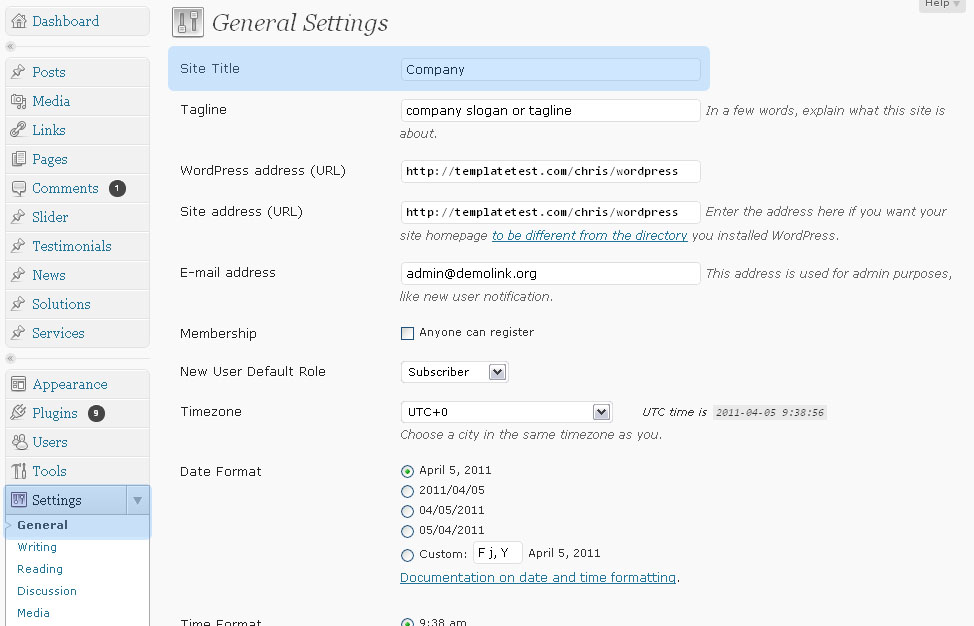 Help
Dashboard
General Settings
Site Title Company
Posts
Media
Links
Pages
Comments 1
Slider
Testimonials
News
Solutions
Services
Appearance
Plugins 9
Users
Tools
Settings
General
Writing
Reading
Discussion
Media
Tagline company slogan or tagline In a few words, explain what this site is
about.
WordPress address (URL) http://templatetest.com/chris/wordpress
Site address (URL) http://templatetest.com/chris/wordpress Enter the address here if you want your
site homepage to be different from the directory you installed WordPress.
E-mail address admin@demolink.org This address is used for admin purposes,
like new user notification.
Membership Anyone can register
New User Default Role Subscriber
Timezone UTC+0 UTC time is 2011-04-05 9:38:56
Choose a city in the same timezone as you.
Date Format April 5, 2011
2011/04/05
04/05/2011
05/04/2011
Custom: F j, Y April 5, 2011
Documentation on date and time formatting.
Time Format 9:38 am